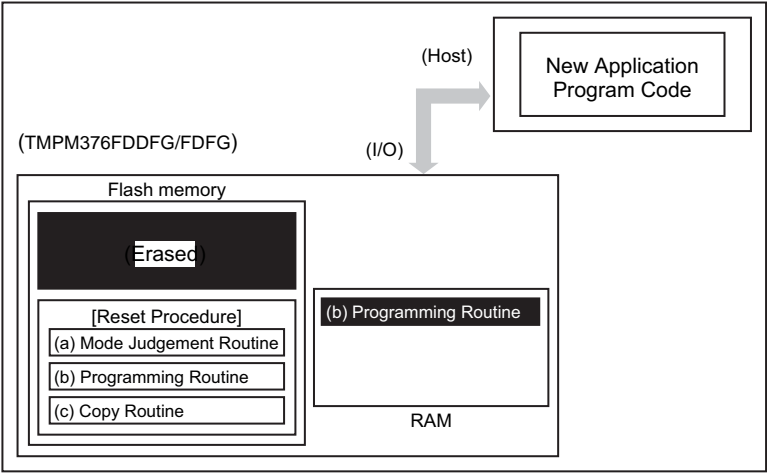 (Host)
New Application
Program Code
(TMPM376FDDFG/FDFG)
(I/O)
Flash memory
(Erased)
[Reset Procedure]
(a) Mode Judgement Routine
(b) Programming Routine
(c) Copy Routine
(b) Programming Routine
RAM